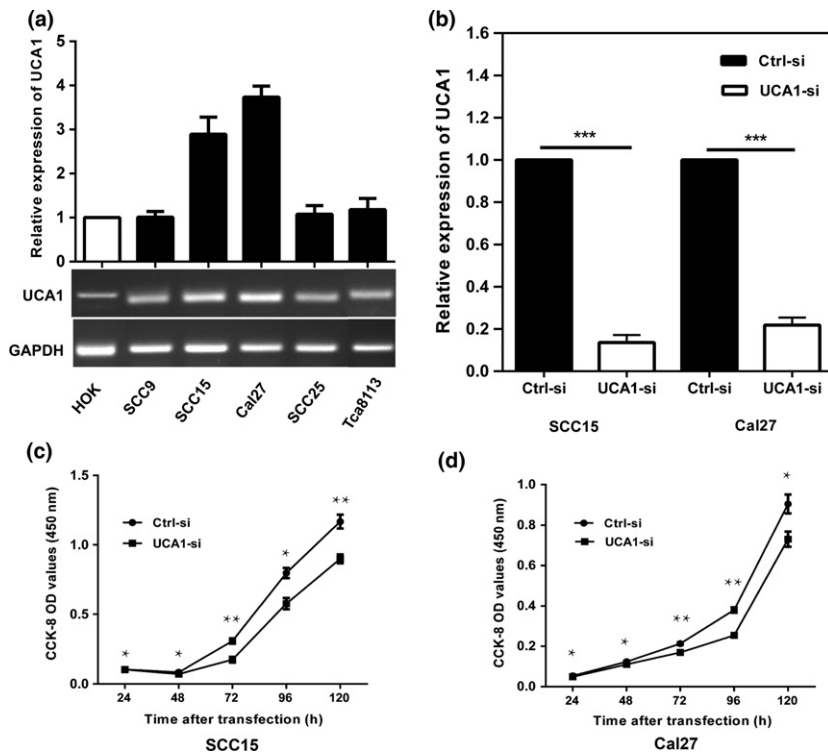 (a)
Relative expression of UCA1
5
4
3
2
1
0
UCA1
GAPDH
HOK
SCC9
SCC15
Cal27
SCC25
Tca8113
(b)
Relative expression of UCA1
1.6
1.4
1.2
1.0
0.8
0.6
0.4
0.2
0.0
Ctrl-si
UCA1-si
***
***
Ctrl-si UCA1-si Ctrl-si UCA1-si
SCC15 Cal27
(c)
CCK-8 OD values (450 nm)
1.5
1.0
0.5
0.0
Ctrl-si
UCA1-si
* * ** * **
24 48 72 96 120
Time after transfection (h)
SCC15
(d)
CCK-8 OD values (450 nm)
1.0
0.8
0.6
0.4
0.2
0.0
Ctrl-si
UCA1-si
* * ** ** *
24 48 72 96 120
Time after transfection (h)
Cal27